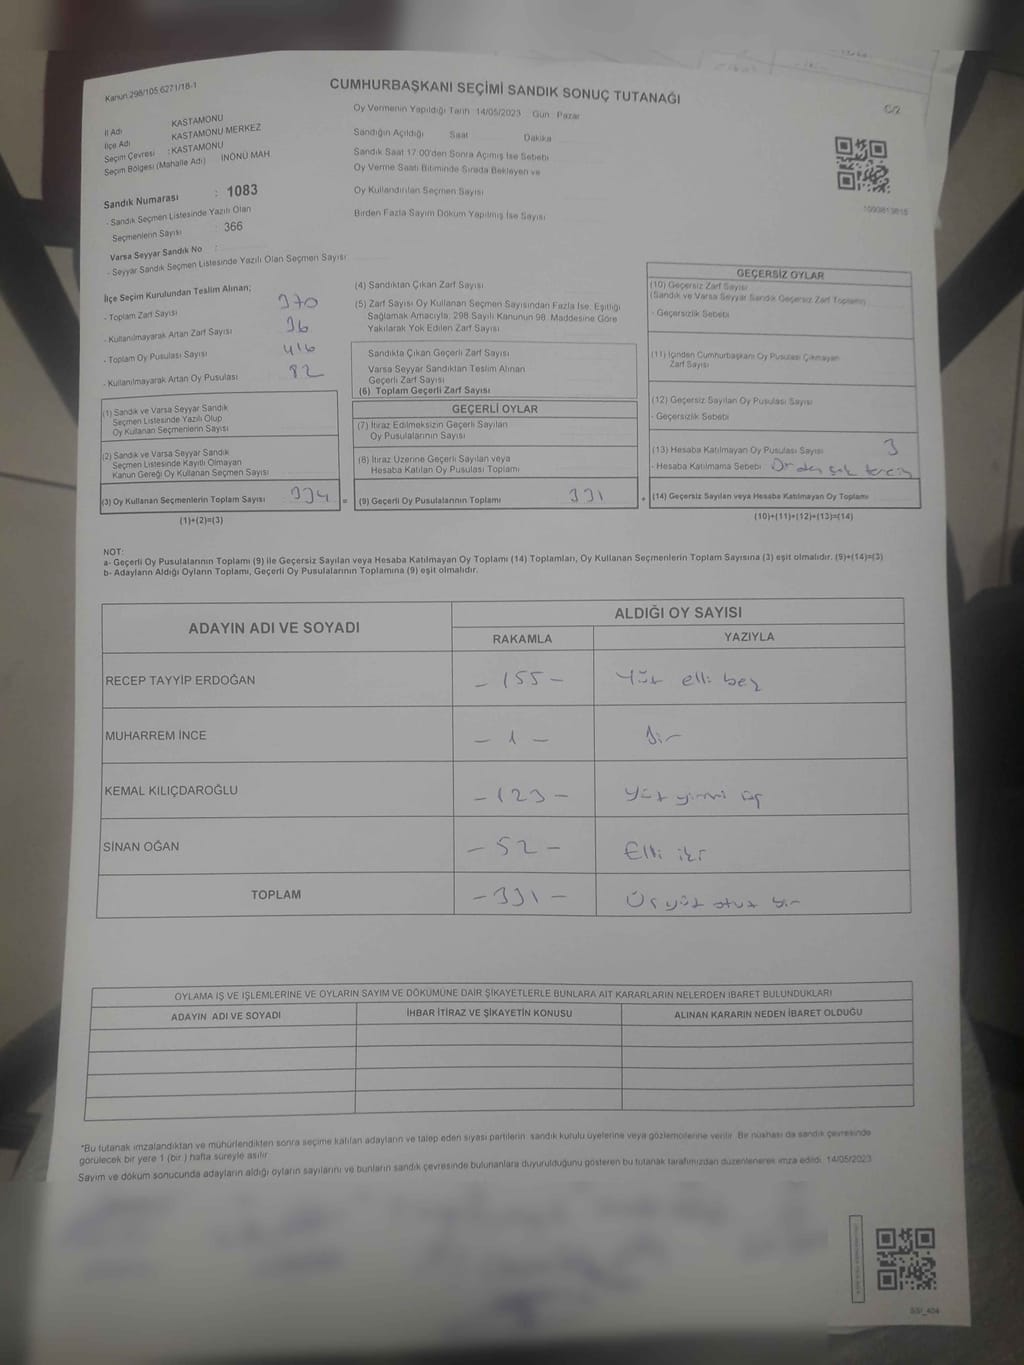 Kanun:298/105 6271/18-1
CUMHURBAŞKANI SEÇİMİ SANDIK SONUÇ TUTANAĞI
C/2
Oy Vermenin Yapıldığı Tarih 14/05/2023 Gün Pazar
İl Adı KASTAMONU
İlçe Adı KASTAMONU MERKEZ
Seçim Çevresi : KASTAMONU
Seçim Bölgesi (Mahalle Adı) İNÖNÜ MAH
Sandığın Açıldığı Saat Dakika
Sandık Saat 17:00'den Sonra Açılmış İse Sebebi
Oy Verme Saati Bitiminde Sırada Bekleyen ve
Oy Kullandırılan Seçmen Sayısı
Birden Fazla Sayım Döküm Yapılmış İse Sayısı
Sandık Numarası : 1083
- Sandık Seçmen Listesinde Yazılı Olan
Seçmenlerin Sayısı 366
Varsa Seyyar Sandık No :
- Seyyar Sandık Seçmen Listesinde Yazılı Olan Seçmen Sayısı
İlçe Seçim Kurulundan Teslim Alınan;
- Toplam Zarf Sayısı 370
- Kullanılmayarak Artan Zarf Sayısı 36
- Toplam Oy Pusulası Sayısı 416
- Kullanılmayarak Artan Oy Pusulası 82
(1) Sandık ve Varsa Seyyar Sandık
Seçmen Listesinde Yazılı Olup
Oy Kullanan Seçmenlerin Sayısı
(2) Sandık ve Varsa Seyyar Sandık
Seçmen Listesinde Kayıtlı Olmayan
Kanun Gereği Oy Kullanan Seçmen Sayısı
(3) Oy Kullanan Seçmenlerin Toplam Sayısı 334 =
(1)+(2)=(3)
(4) Sandıktan Çıkan Zarf Sayısı
(5) Zarf Sayısı Oy Kullanan Seçmen Sayısından Fazla İse, Eşitliği
Sağlamak Amacıyla, 298 Sayılı Kanunun 98. Maddesine Göre
Yakılarak Yok Edilen Zarf Sayısı
Sandıkta Çıkan Geçerli Zarf Sayısı
Varsa Seyyar Sandıktan Teslim Alınan
Geçerli Zarf Sayısı
(6) Toplam Geçerli Zarf Sayısı
GEÇERLİ OYLAR
(7) İtiraz Edilmeksizin Geçerli Sayılan
Oy Pusulalarının Sayısı
(8) İtiraz Üzerine Geçerli Sayılan veya
Hesaba Katılan Oy Pusulası Toplamı
(9) Geçerli Oy Pusulalarının Toplamı 331 +
GEÇERSİZ OYLAR
(10) Geçersiz Zarf Sayısı
(Sandık ve Varsa Seyyar Sandık Geçersiz Zarf Toplamı)
- Geçersizlik Sebebi
(11) İçinden Cumhurbaşkanı Oy Pusulası Çıkmayan
Zarf Sayısı
(12) Geçersiz Sayılan Oy Pusulası Sayısı
- Geçersizlik Sebebi
(13) Hesaba Katılmayan Oy Pusulası Sayısı 3
- Hesaba Katılmama Sebebi çok tercih
(14) Geçersiz Sayılan veya Hesaba Katılmayan Oy Toplamı
(10)+(11)+(12)+(13)=(14)
NOT:
a- Geçerli Oy Pusulalarının Toplamı (9) ile Geçersiz Sayılan veya Hesaba Katılmayan Oy Toplamı (14) Toplamları, Oy Kullanan Seçmenlerin Toplam Sayısına (3) eşit olmalıdır. (9)+(14)=(3)
b- Adayların Aldığı Oyların Toplamı, Geçerli Oy Pusulalarının Toplamına (9) eşit olmalıdır.
ADAYIN ADI VE SOYADI
ALDIĞI OY SAYISI
RAKAMLA YAZIYLA
RECEP TAYYİP ERDOĞAN - 155 - Yüz elli beş
MUHARREM İNCE - 1 - Bir
KEMAL KILIÇDAROĞLU - 123 - Yüz yirmi üç
SİNAN OĞAN - 52 - Elli iki
TOPLAM - 331 - Üç yüz otuz bir
OYLAMA İŞ VE İŞLEMLERİNE VE OYLARIN SAYIM VE DÖKÜMÜNE DAİR ŞİKAYETLERLE BUNLARA AİT KARARLARIN NELERDEN İBARET BULUNDUKLARI
ADAYIN ADI VE SOYADI İHBAR İTİRAZ VE ŞİKAYETİN KONUSU ALINAN KARARIN NEDEN İBARET OLDUĞU
*Bu tutanak imzalandıktan ve mühürlendikten sonra seçime katılan adayların ve talep eden siyasi partilerin sandık kurulu üyelerine veya gözlemcilerine verilir. Bir nüshası da sandık çevresinde
görülecek bir yere 1 (bir ) hafta süreyle asılır
Sayım ve döküm sonucunda adayların aldığı oyların sayılarını ve bunların sandık çevresinde bulunanlara duyurulduğunu gösteren bu tutanak tarafımızdan düzenlenerek imza edildi. 14/05/2023
SSI_404